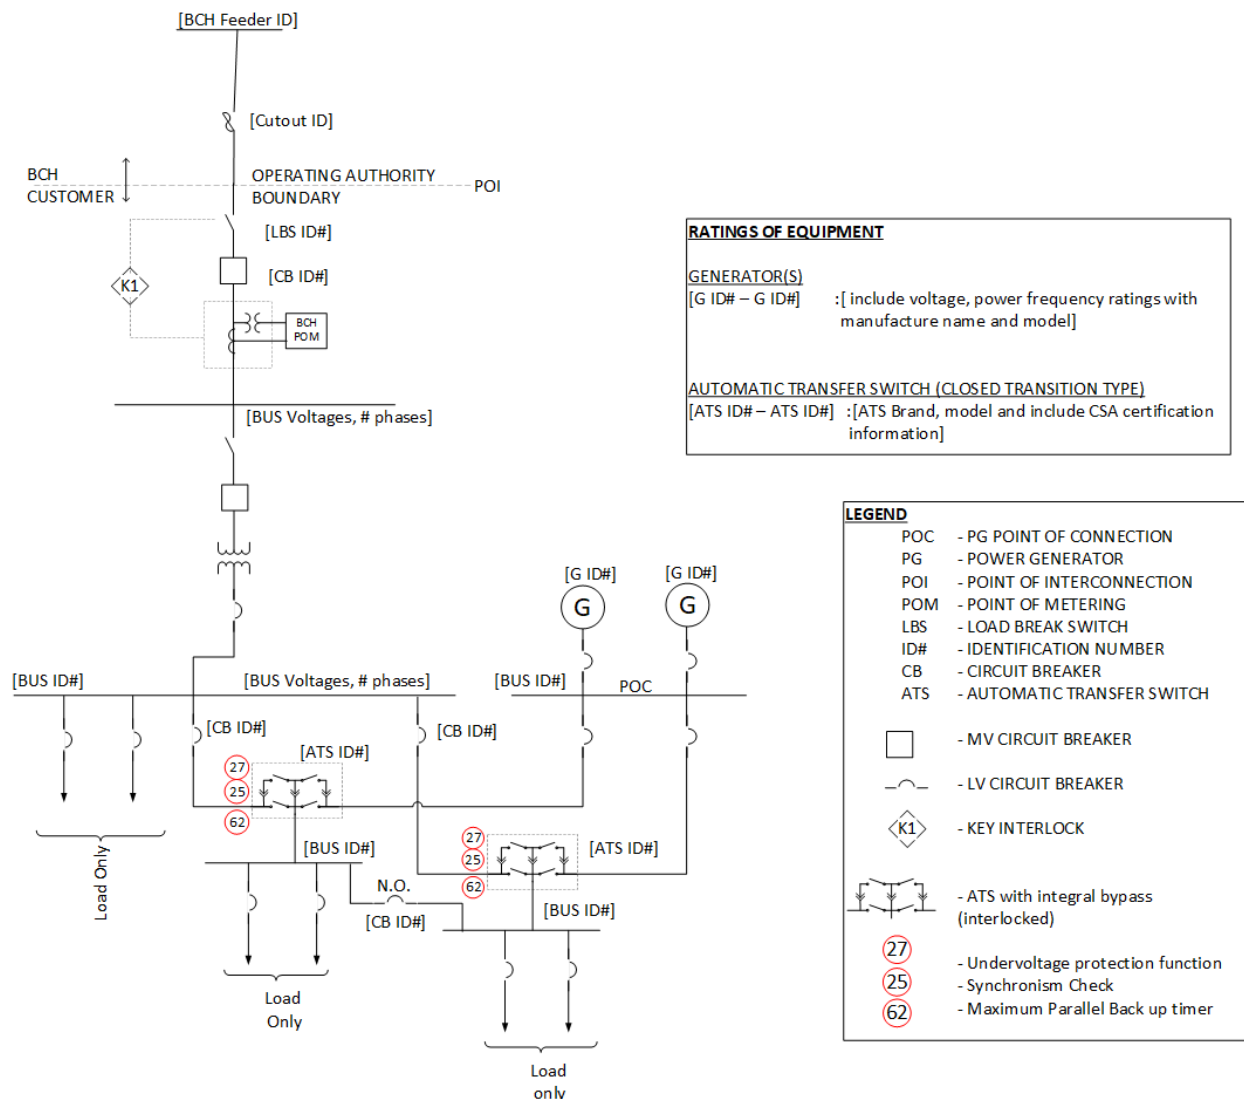 [BCH Feeder ID]
[Cutout ID]
BCH
CUSTOMER
OPERATING AUTHORITY
BOUNDARY
POI
[LBS ID#]
[CB ID#]
K1
BCH
POM
[BUS Voltages, # phases]
RATINGS OF EQUIPMENT
GENERATOR(S)
[G ID# – G ID#] :[ include voltage, power frequency ratings with
manufacture name and model]
AUTOMATIC TRANSFER SWITCH (CLOSED TRANSITION TYPE)
[ATS ID# – ATS ID#] :[ATS Brand, model and include CSA certification
information]
LEGEND
POC - PG POINT OF CONNECTION
PG - POWER GENERATOR
POI - POINT OF INTERCONNECTION
POM - POINT OF METERING
LBS - LOAD BREAK SWITCH
ID# - IDENTIFICATION NUMBER
CB - CIRCUIT BREAKER
ATS - AUTOMATIC TRANSFER SWITCH
- MV CIRCUIT BREAKER
- LV CIRCUIT BREAKER
K1 - KEY INTERLOCK
- ATS with integral bypass
(interlocked)
27 - Undervoltage protection function
25 - Synchronism Check
62 - Maximum Parallel Back up timer
[G ID#]
[G ID#]
G
G
[BUS ID#]
[BUS Voltages, # phases]
[BUS ID#]
POC
[CB ID#]
[CB ID#]
[ATS ID#]
27
25
62
[BUS ID#]
27
25
62
[ATS ID#]
N.O.
[CB ID#]
[BUS ID#]
Load Only
Load
Only
Load
only